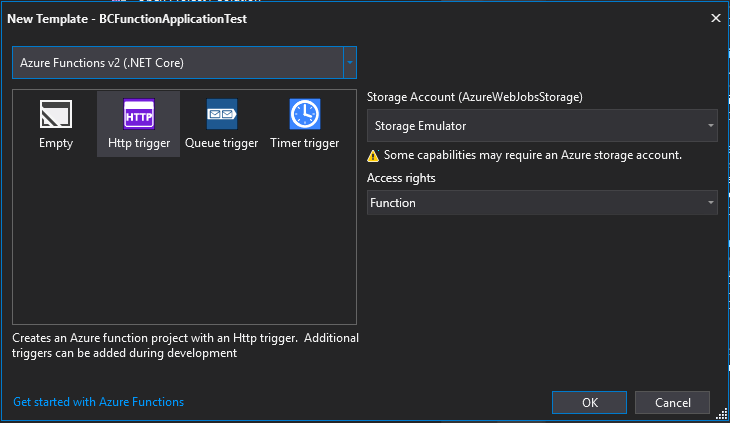 New Template - BCFunctionApplicationTest
Azure Functions v2 (.NET Core)
Empty
HTTP
Http trigger
Queue trigger
Timer trigger
Storage Account (AzureWebJobsStorage)
Storage Emulator
Some capabilities may require an Azure storage account.
Access rights
Function
Creates an Azure function project with an Http trigger.  Additional
triggers can be added during development
Get started with Azure Functions
OK
Cancel